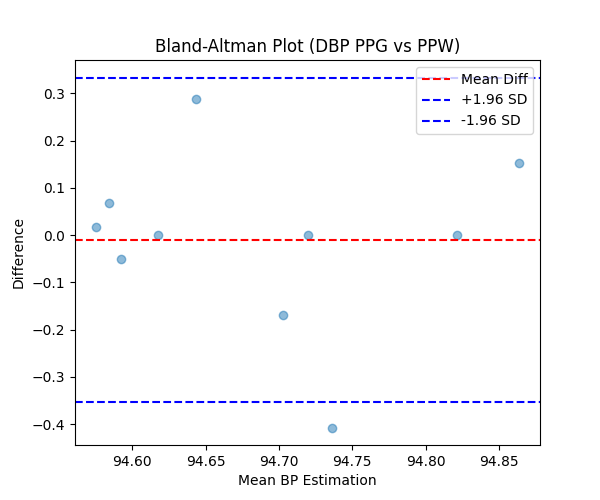 Bland-Altman Plot (DBP PPG vs PPW)
Mean Diff
+1.96 SD
-1.96 SD
0.3
0.2
0.1
0.0
−0.1
−0.2
−0.3
−0.4
Difference
94.60
94.65
94.70
94.75
94.80
94.85
Mean BP Estimation